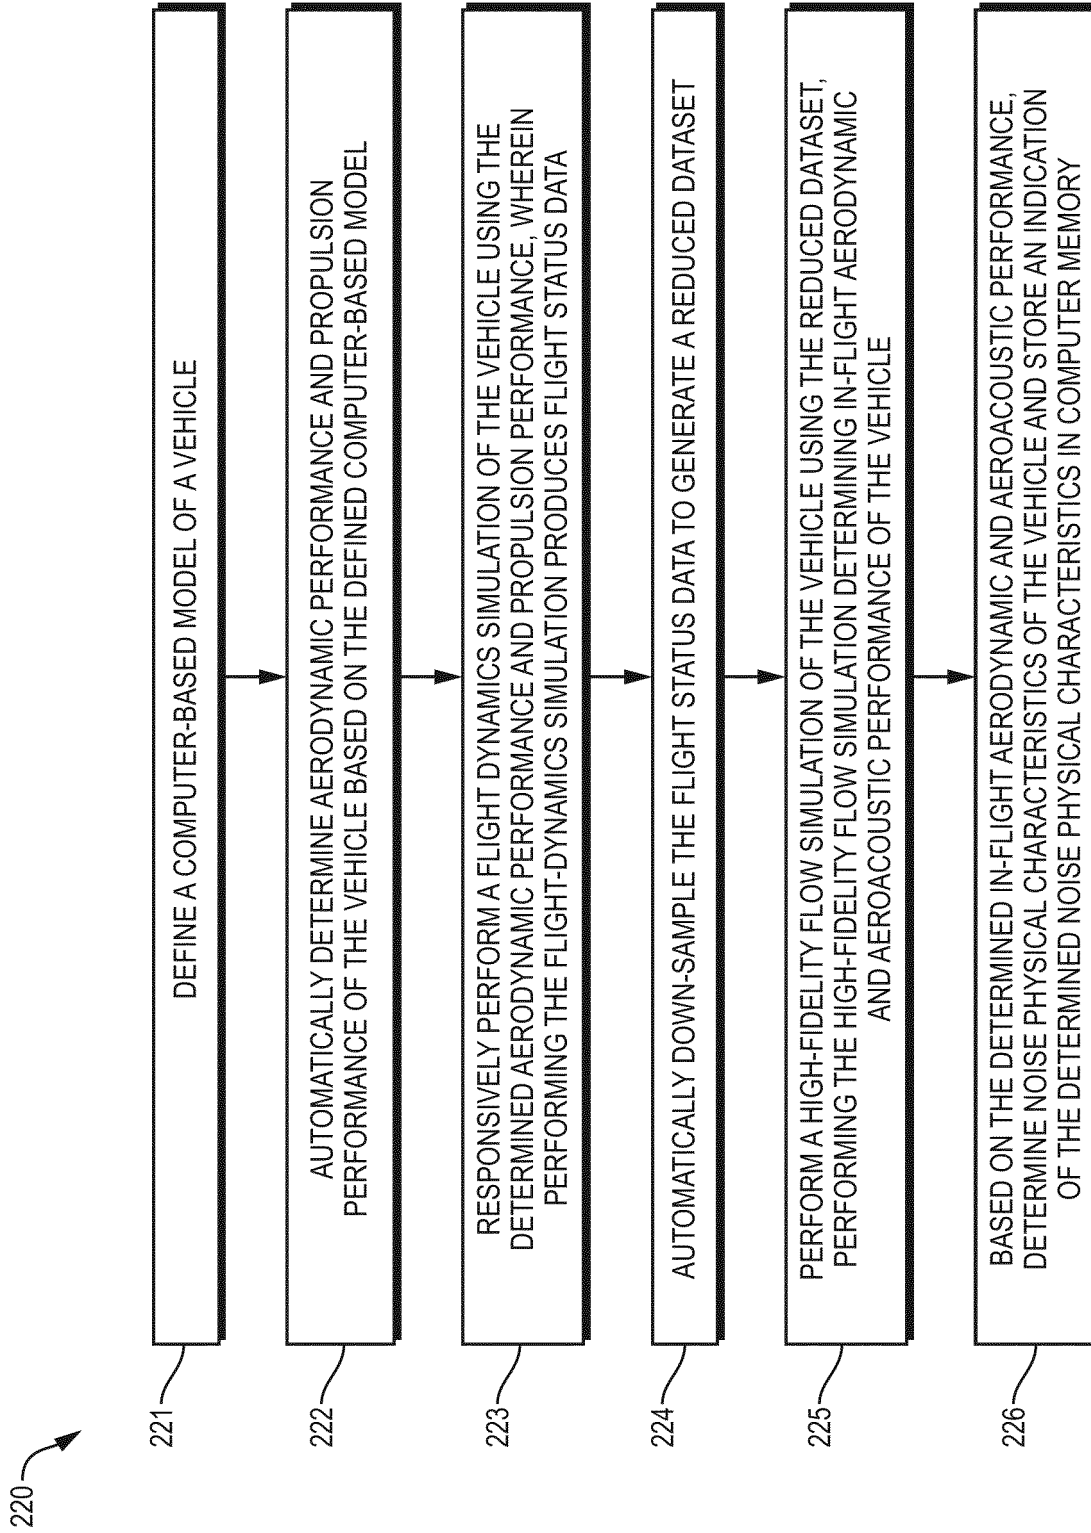 220
221
DEFINE A COMPUTER-BASED MODEL OF A VEHICLE
222
AUTOMATICALLY DETERMINE AERODYNAMIC PERFORMANCE AND PROPULSION
PERFORMANCE OF THE VEHICLE BASED ON THE DEFINED COMPUTER-BASED MODEL
223
RESPONSIVELY PERFORM A FLIGHT DYNAMICS SIMULATION OF THE VEHICLE USING THE
DETERMINED AERODYNAMIC PERFORMANCE AND PROPULSION PERFORMANCE, WHEREIN
PERFORMING THE FLIGHT-DYNAMICS SIMULATION PRODUCES FLIGHT STATUS DATA
224
AUTOMATICALLY DOWN-SAMPLE THE FLIGHT STATUS DATA TO GENERATE A REDUCED DATASET
225
PERFORM A HIGH-FIDELITY FLOW SIMULATION OF THE VEHICLE USING THE REDUCED DATASET,
PERFORMING THE HIGH-FIDELITY FLOW SIMULATION DETERMINING IN-FLIGHT AERODYNAMIC
AND AEROACOUSTIC PERFORMANCE OF THE VEHICLE
226
BASED ON THE DETERMINED IN-FLIGHT AERODYNAMIC AND AEROACOUSTIC PERFORMANCE,
DETERMINE NOISE PHYSICAL CHARACTERISTICS OF THE VEHICLE AND STORE AN INDICATION
OF THE DETERMINED NOISE PHYSICAL CHARACTERISTICS IN COMPUTER MEMORY